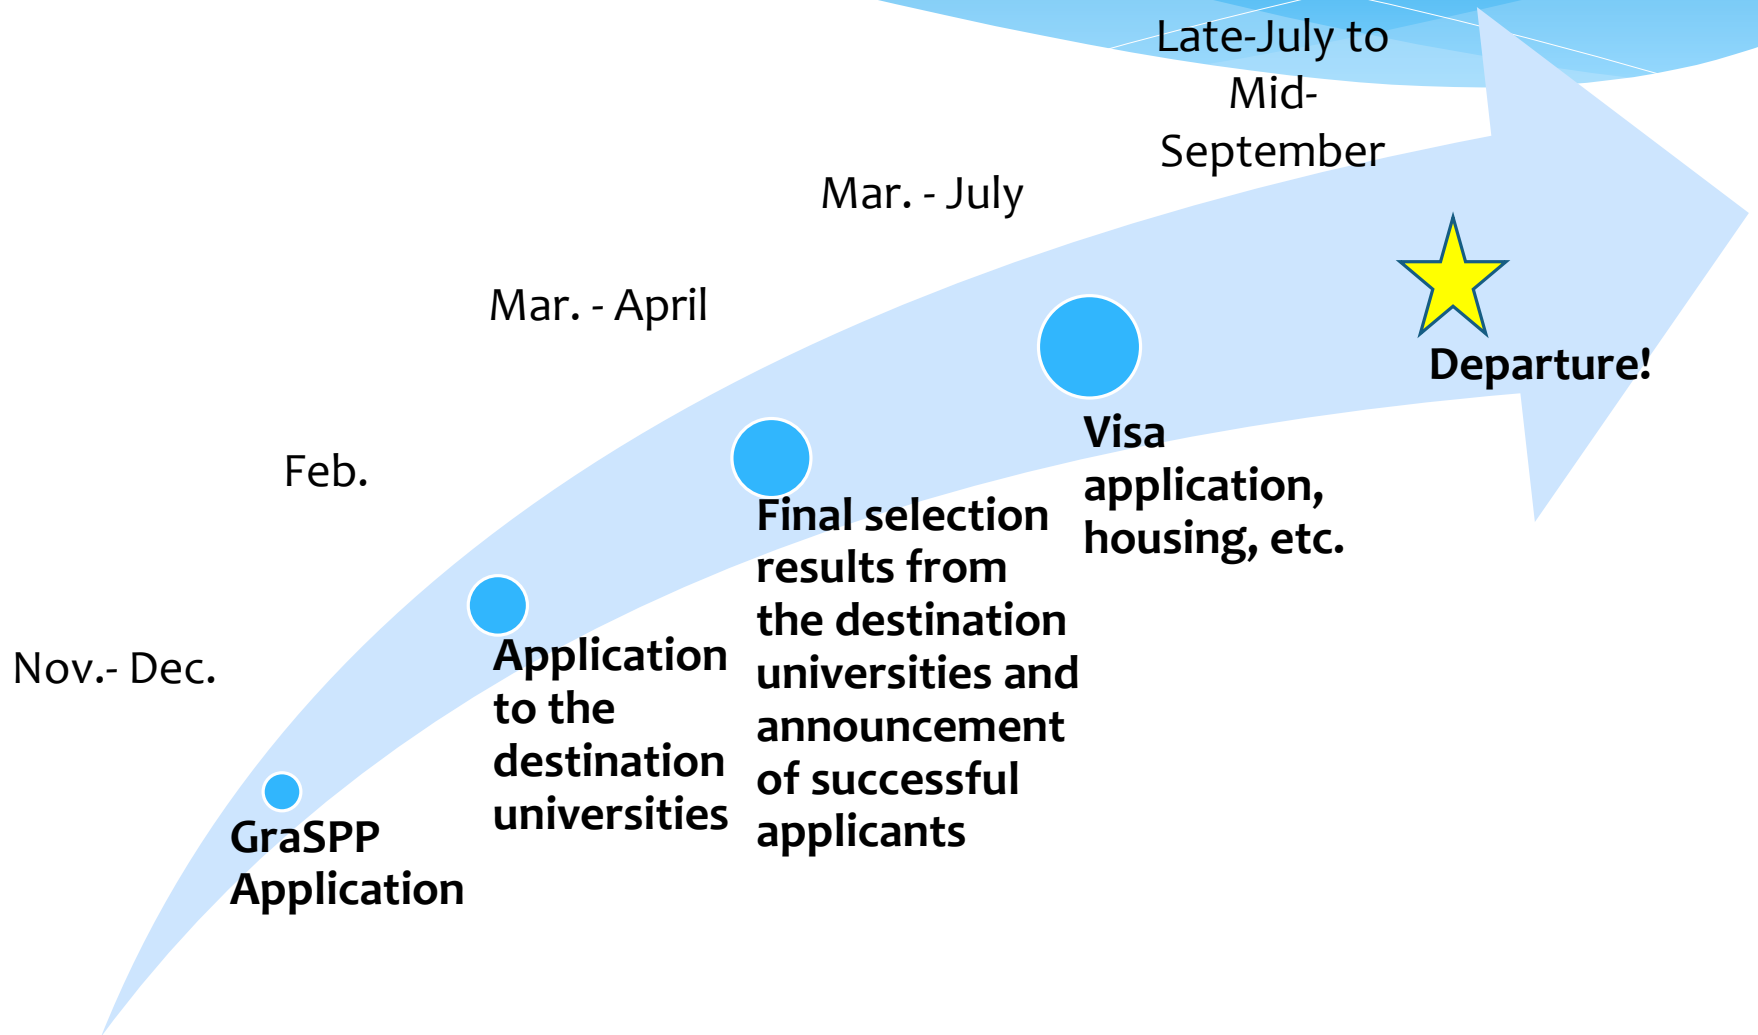 Nov.- Dec.
GraSPP
Application
Feb.
Application
to the
destination
universities
Mar. - April
Final selection
results from
the destination
universities and
announcement
of successful
applicants
Mar. - July
Visa
application,
housing, etc.
Late-July to
Mid-
September
Departure!